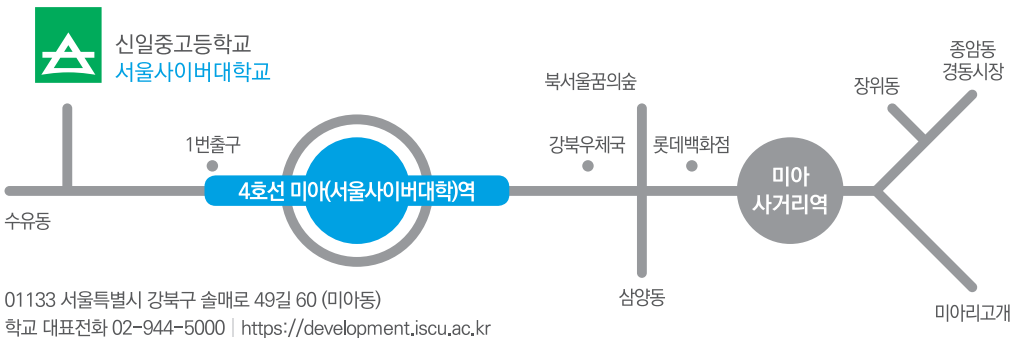 신일중고등학교
서울사이버대학교
1번출구
4호선 미아(서울사이버대학)역
수유동
북서울꿈의숲
강북우체국
롯데백화점
미아
사거리역
삼양동
장위동
종암동
경동시장
미아리고개
01133 서울특별시 강북구 솔매로 49길 60 (미아동)
학교 대표전화 02-944-5000 | https://development.iscu.ac.kr